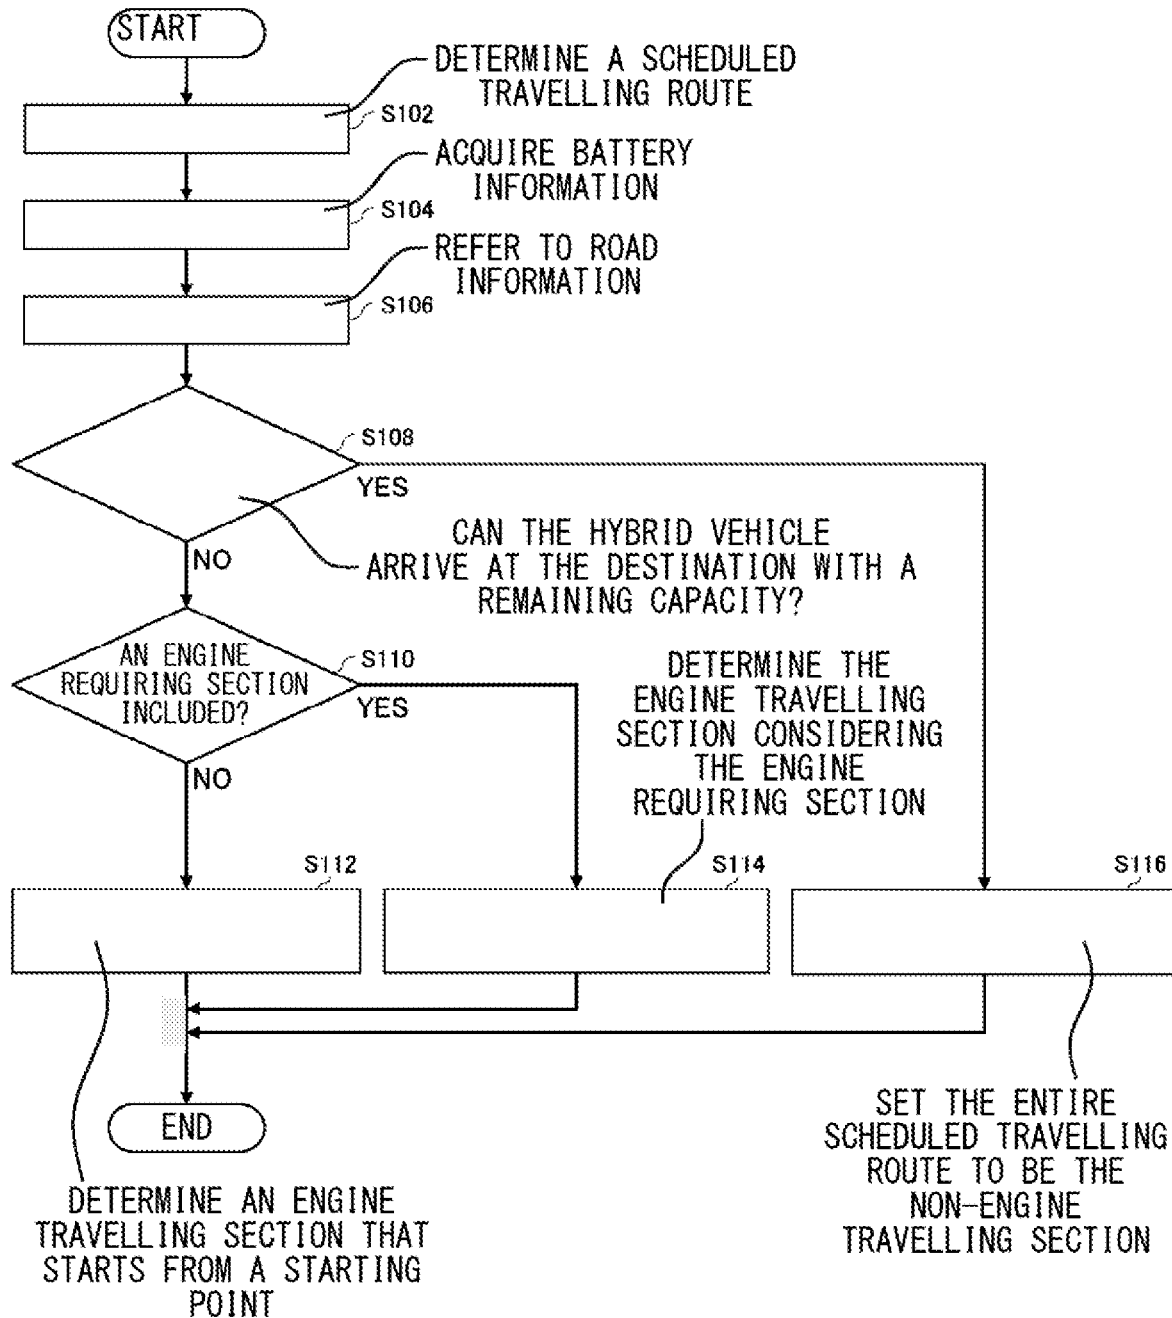 START
DETERMINE A SCHEDULED
TRAVELLING ROUTE
S102
ACQUIRE BATTERY
INFORMATION
S104
REFER TO ROAD
INFORMATION
S106
S108
YES
CAN THE HYBRID VEHICLE
ARRIVE AT THE DESTINATION WITH A
REMAINING CAPACITY?
NO
AN ENGINE
REQUIRING SECTION
INCLUDED?
S110
YES
NO
DETERMINE THE
ENGINE TRAVELLING
SECTION CONSIDERING
THE ENGINE
REQUIRING SECTION
S112
S114
S116
END
DETERMINE AN ENGINE
TRAVELLING SECTION THAT
STARTS FROM A STARTING
POINT
SET THE ENTIRE
SCHEDULED TRAVELLING
ROUTE TO BE THE
NON-ENGINE
TRAVELLING SECTION